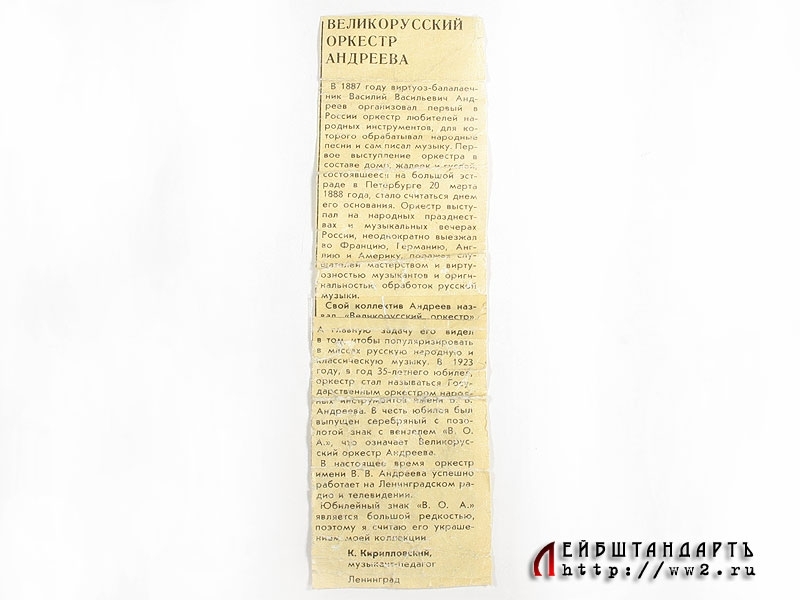 ВЕЛИКОРУССКИЙ
ОРКЕСТР
АНДРЕЕВА
В 1887 году виртуоз-балалаеч-
ник Василий Васильевич Анд-
реев организовал первый в
России оркестр любителей на-
родных инструментов, для ко-
торого обрабатывал народные
песни и сам писал музыку. Пер-
вое выступление оркестра в
составе домр, жалеек и гуслей,
состоявшееся на большой эст-
раде в Петербурге 20 марта
1888 года, стало считаться днем
его основания. Оркестр высту-
пал на народных празднест-
вах и музыкальных вечерах
России, неоднократно выезжал
во Францию, Германию, Анг-
лию и Америку, поражая слу-
шателей мастерством и вирту-
озностью музыкантов и ориги-
нальностью обработок русской
музыки.
Свой коллектив Андреев наз-
вал «Великорусский оркестр».
А главную задачу его видел
в том, чтобы популяризировать
в массах русскую народную и
классическую музыку. В 1923
году, в год 35-летнего юбилея,
оркестр стал называться Госу-
дарственным оркестром народ-
ных инструментов имени В. В.
Андреева. В честь юбилея был
выпущен серебряный с позо-
лотой знак с вензелем «В. О.
А.», что означает Великорус-
ский оркестр Андреева.
В настоящее время оркестр
имени В. В. Андреева успешно
работает на Ленинградском ра-
дио и телевидении.
Юбилейный знак «В. О. А.»
является большой редкостью,
поэтому я считаю его украше-
нием моей коллекции.
К. Кирилловский,
музыкант-педагог
Ленинград
ЛЕЙБШТАНДАРТЪ
http://ww2.ru